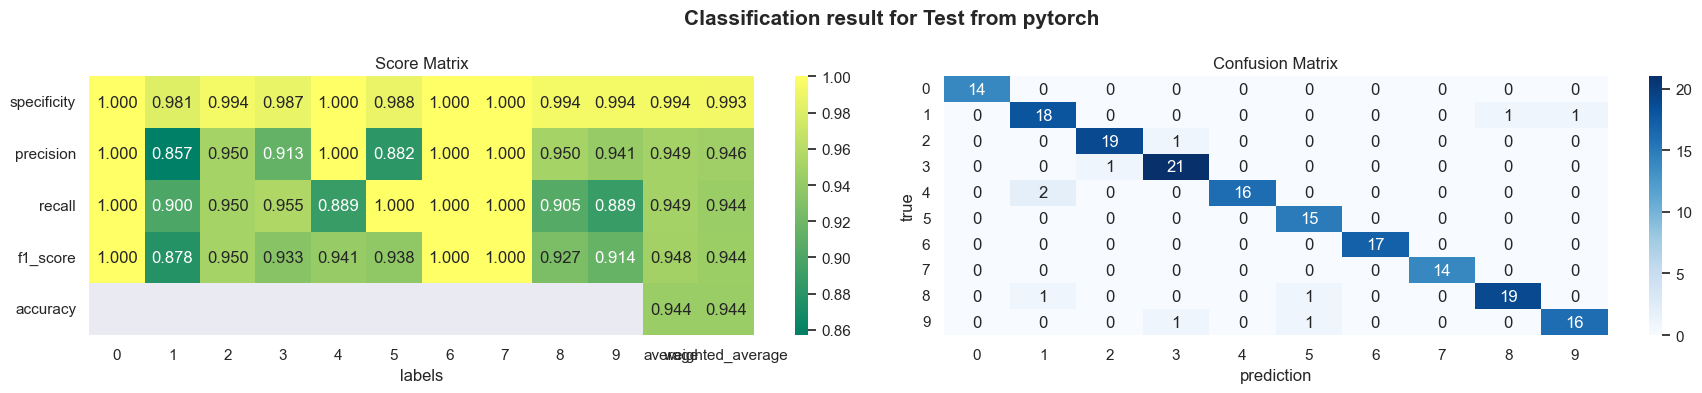 Classification result for Test from pytorch
Score Matrix
specificity 1.000 0.981 0.994 0.987 1.000 0.988 1.000 1.000 0.994 0.994 0.994 0.993
precision 1.000 0.857 0.950 0.913 1.000 0.882 1.000 1.000 0.950 0.941 0.949 0.946
recall 1.000 0.900 0.950 0.955 0.889 1.000 1.000 1.000 0.905 0.889 0.949 0.944
f1_score 1.000 0.878 0.950 0.933 0.941 0.938 1.000 1.000 0.927 0.914 0.948 0.944
accuracy 0.944 0.944
0 1 2 3 4 5 6 7 8 9 average weighted_average
labels
1.00
0.98
0.96
0.94
0.92
0.90
0.88
0.86
Confusion Matrix
true
0 14 0 0 0 0 0 0 0 0 0
1 0 18 0 0 0 0 0 0 1 1
2 0 0 19 1 0 0 0 0 0 0
3 0 0 1 21 0 0 0 0 0 0
4 0 2 0 0 16 0 0 0 0 0
5 0 0 0 0 0 15 0 0 0 0
6 0 0 0 0 0 0 17 0 0 0
7 0 0 0 0 0 0 0 14 0 0
8 0 1 0 0 0 1 0 0 19 0
9 0 0 0 1 0 1 0 0 0 16
0 1 2 3 4 5 6 7 8 9
prediction
20
15
10
5
0